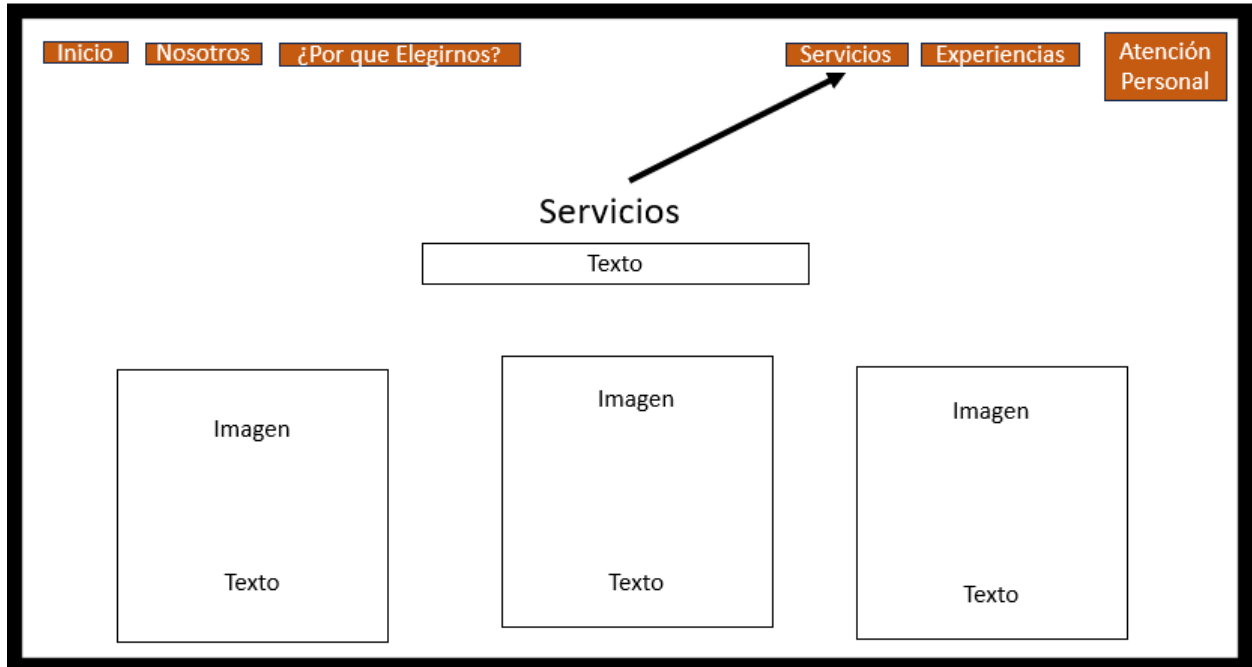 Inicio
Nosotros
¿Por que Elegirnos?
Servicios
Experiencias
Atención
Personal
Servicios
Texto
Imagen
Texto
Imagen
Texto
Imagen
Texto